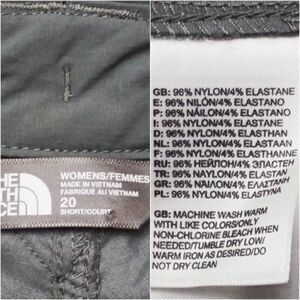 THE
NORTH
FACE
WOMENS/FEMMES
MADE IN VIETNAM
FABRIQUÉ AU VIETNAM
20
SHORT/COURT
GB: 96% NYLON/4% ELASTANE
E: 96% NILÓN/4% ELASTANO
P: 96% NÁILON/4% ELASTANO
I: 96% NYLON/4% ELASTANE
D: 96% NYLON/4% ELASTHAN
NL: 96% NYLON/4% ELASTAAN
F: 96% NYLON/4% ELASTHANNE
RU: 96% НЕЙЛОН/4% ЭЛАСТЕН
TR: 96% NAYLON/4% ELASTAN
GR: 96% ΝΑΪΛΟΝ/4% ΕΛΑΣΤΑΝΗ
PL: 96% NYLON/4% ELASTYNA
GB: MACHINE WASH WARM
WITH LIKE COLORS/ONLY
NON-CHLORINE BLEACH WHEN
NEEDED/TUMBLE DRY LOW/
WARM IRON AS DESIRED/DO
NOT DRY CLEAN